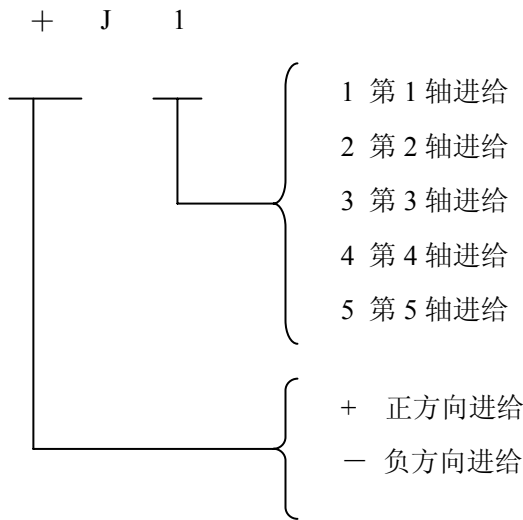 ＋ J 1
1 第 1 轴进给
2 第 2 轴进给
3 第 3 轴进给
4 第 4 轴进给
5 第 5 轴进给
+ 正方向进给
－ 负方向进给